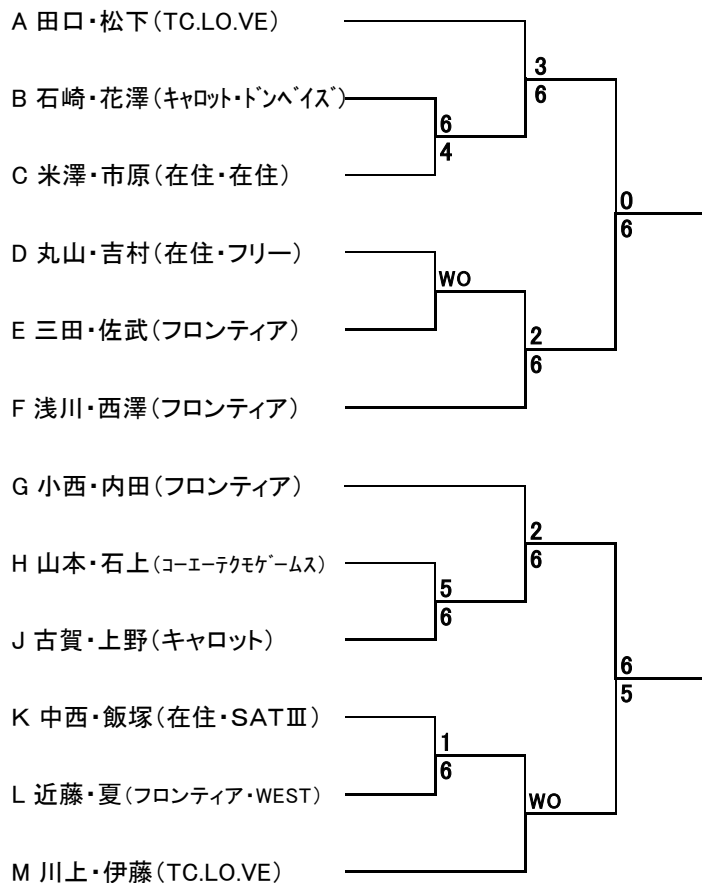 A 田口・松下(TC.LO.VE)
3
6
B 石崎・花澤(キャロット・ドンベイズ)
6
4
C 米澤・市原(在住・在住)
0
6
D 丸山・吉村(在住・フリー)
WO
E 三田・佐武(フロンティア)
2
6
F 浅川・西澤(フロンティア)
G 小西・内田(フロンティア)
2
6
H 山本・石上(コーエーテクモゲームス)
5
6
J 古賀・上野(キャロット)
6
5
K 中西・飯塚(在住・SATⅢ)
1
6
L 近藤・夏(フロンティア・WEST)
WO
M 川上・伊藤(TC.LO.VE)